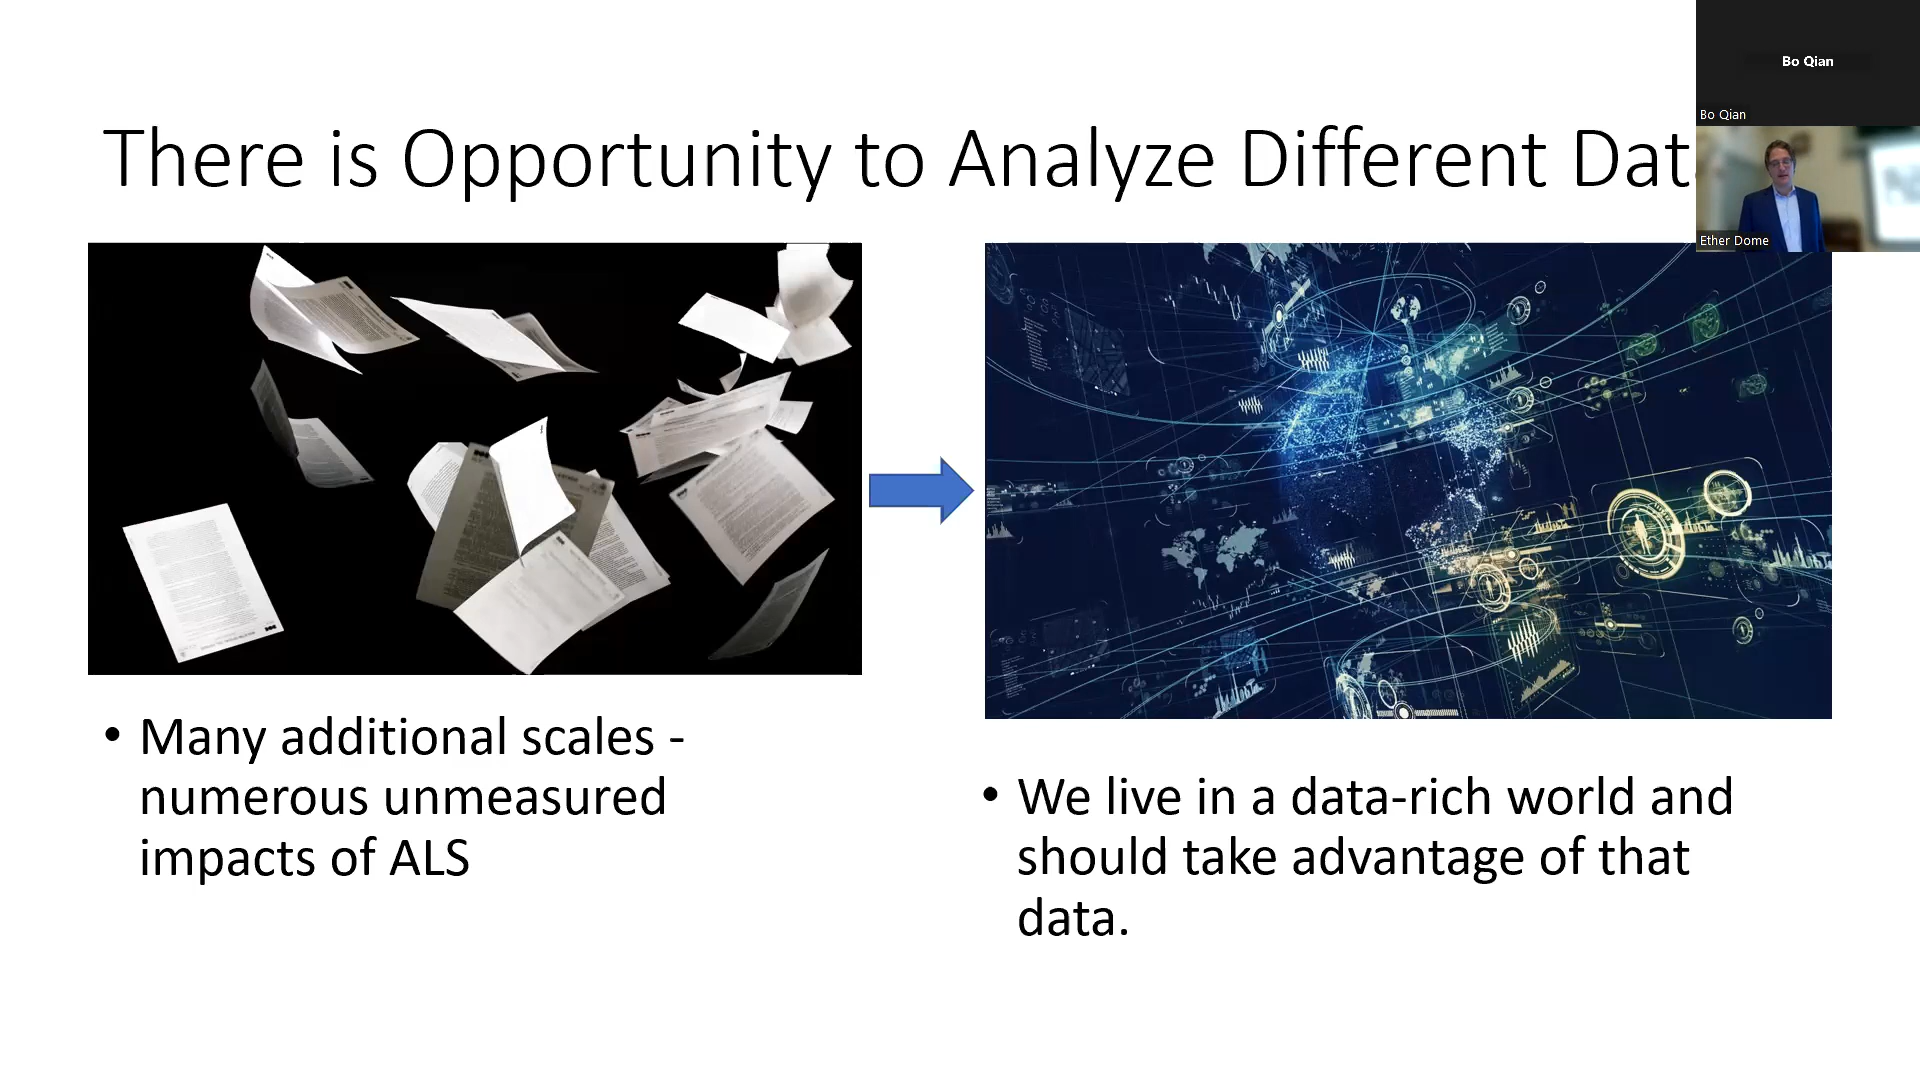 There is Opportunity to Analyze Different Dat
Bo Qian
Bo Qian
Ether Dome
• Many additional scales -
numerous unmeasured
impacts of ALS
• We live in a data-rich world and
should take advantage of that
data.